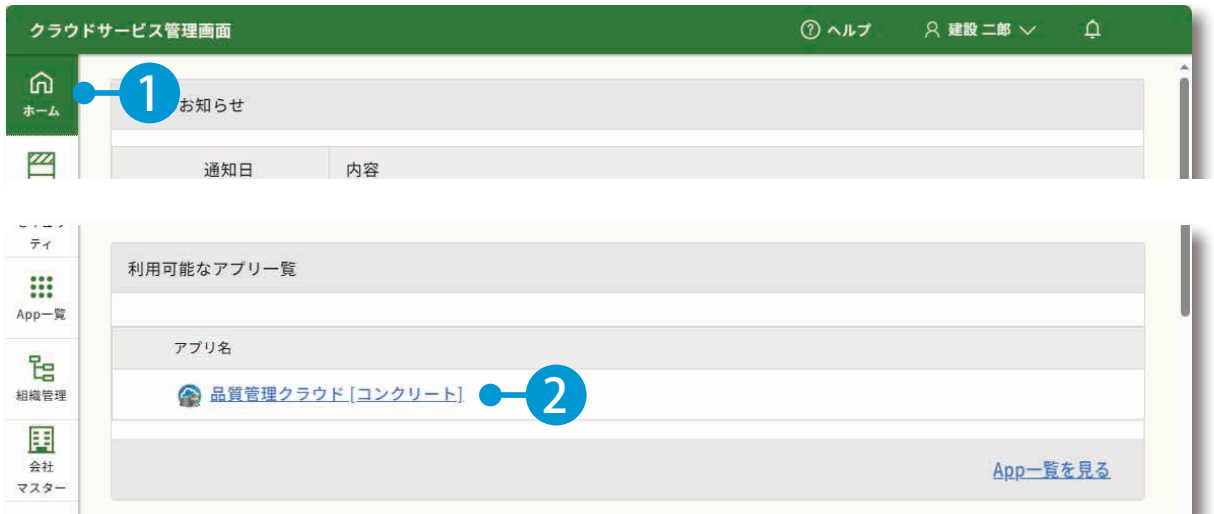 クラウドサービス管理画面
ヘルプ
建設 二郎
ホーム
1
お知らせ
通知日 内容
ティ
利用可能なアプリ一覧
App一覧
アプリ名
組織管理
品質管理クラウド [コンクリート]
2
会社
マスター
App一覧を見る